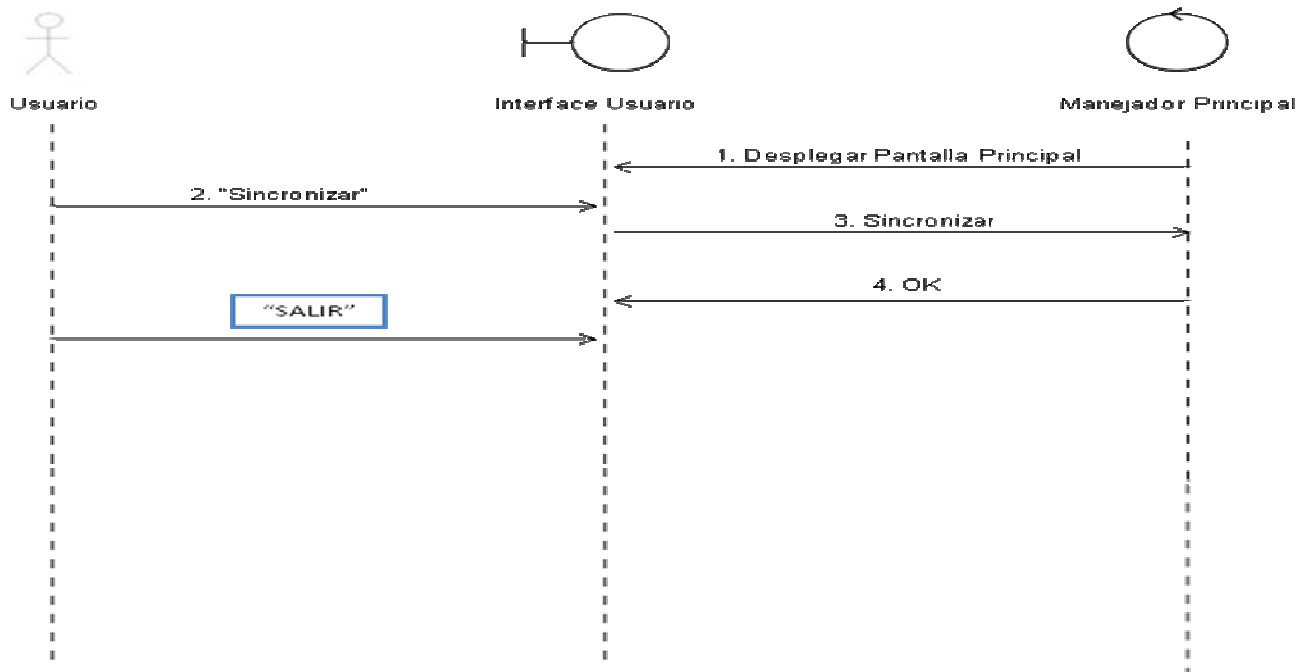 Usuario
Interface Usuario
Manejador Principal
1. Desplegar Pantalla Principal
2. "Sincronizar"
3. Sincronizar
4. OK
“SALIR”